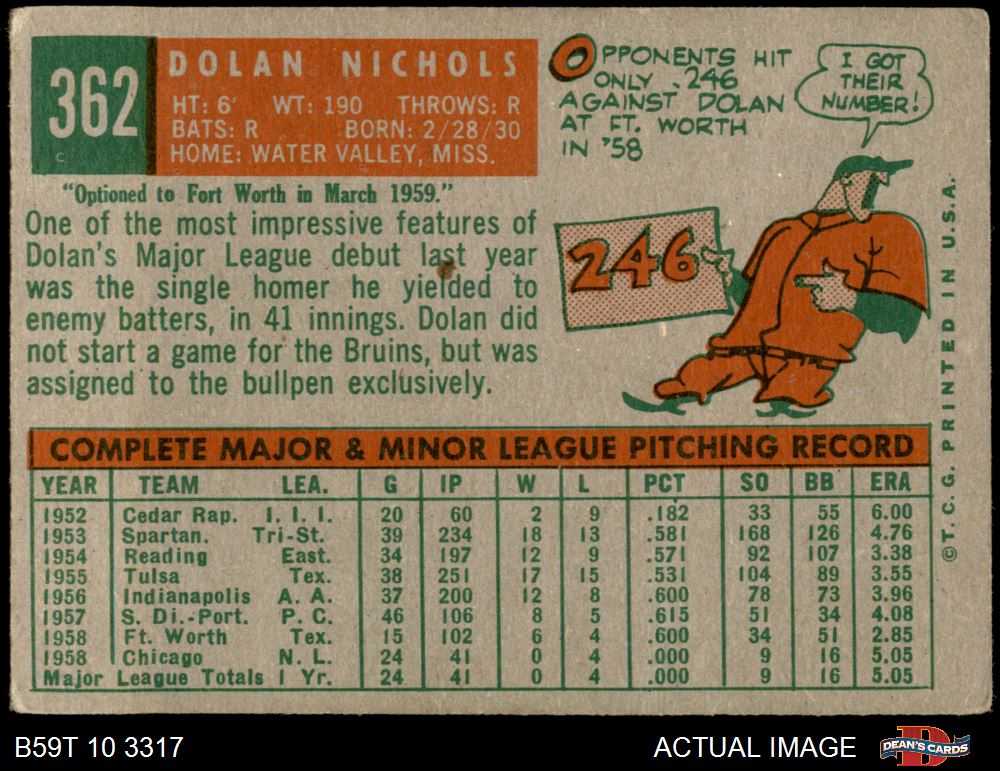 362
C
DOLAN NICHOLS
HT: 6' WT: 190 THROWS: R
BATS: R BORN: 2/28/30
HOME: WATER VALLEY, MISS.
OPPONENTS HIT
ONLY .246
AGAINST DOLAN
AT FT. WORTH
IN '58
I GOT
THEIR
NUMBER!
246
"Optioned to Fort Worth in March 1959."
One of the most impressive features of
Dolan's Major League debut last year
was the single homer he yielded to
enemy batters, in 41 innings. Dolan did
not start a game for the Bruins, but was
assigned to the bullpen exclusively.
COMPLETE MAJOR & MINOR LEAGUE PITCHING RECORD
YEAR TEAM LEA. G IP W L PCT SO BB ERA
1952 Cedar Rap. I. I. I. 20 60 2 9 .182 33 55 6.00
1953 Spartan. Tri-St. 39 234 18 13 .581 168 126 4.76
1954 Reading East. 34 197 12 9 .571 92 107 3.38
1955 Tulsa Tex. 38 251 17 15 .531 104 89 3.55
1956 Indianapolis A. A. 37 200 12 8 .600 78 73 3.96
1957 S. Di.-Port. P. C. 46 106 8 5 .615 51 34 4.08
1958 Ft. Worth Tex. 15 102 6 4 .600 34 51 2.85
1958 Chicago N. L. 24 41 0 4 .000 9 16 5.05
Major League Totals 1 Yr. 24 41 0 4 .000 9 16 5.05
©T. C. G. PRINTED IN U.S.A.
B59T 10 3317
ACTUAL IMAGE
DEAN'S CARDS